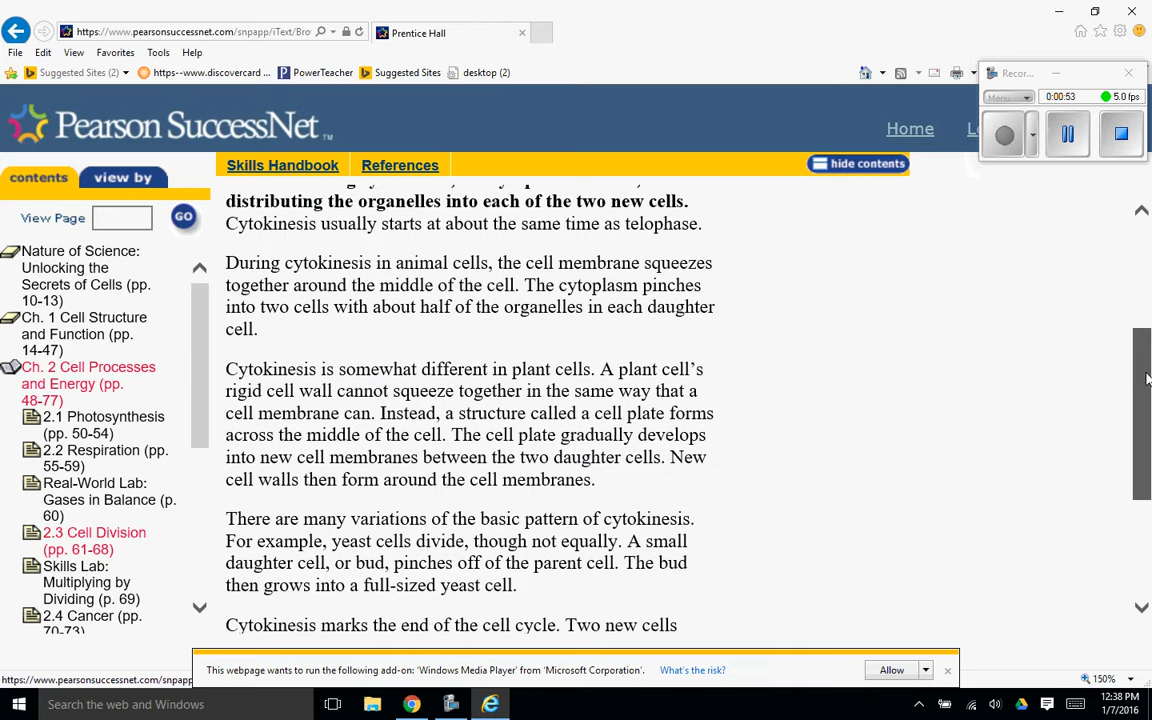 https://www.pearsonsuccessnet.com/snpapp/iText/Bro
Prentice Hall
File Edit View Favorites Tools Help
Suggested Sites (2) https--www.discovercard ... PowerTeacher Suggested Sites desktop (2)
Recor...
Menu 0:00:53 5.0 fps
Pearson SuccessNet TM
Home
contents view by
Skills Handbook References hide contents
View Page GO
Nature of Science:
Unlocking the
Secrets of Cells (pp.
10-13)
Ch. 1 Cell Structure
and Function (pp.
14-47)
Ch. 2 Cell Processes
and Energy (pp.
48-77)
2.1 Photosynthesis
(pp. 50-54)
2.2 Respiration (pp.
55-59)
Real-World Lab:
Gases in Balance (p.
60)
2.3 Cell Division
(pp. 61-68)
Skills Lab:
Multiplying by
Dividing (p. 69)
2.4 Cancer (pp.
70-73)
distributing the organelles into each of the two new cells.
Cytokinesis usually starts at about the same time as telophase.
During cytokinesis in animal cells, the cell membrane squeezes
together around the middle of the cell. The cytoplasm pinches
into two cells with about half of the organelles in each daughter
cell.
Cytokinesis is somewhat different in plant cells. A plant cell's
rigid cell wall cannot squeeze together in the same way that a
cell membrane can. Instead, a structure called a cell plate forms
across the middle of the cell. The cell plate gradually develops
into new cell membranes between the two daughter cells. New
cell walls then form around the cell membranes.
There are many variations of the basic pattern of cytokinesis.
For example, yeast cells divide, though not equally. A small
daughter cell, or bud, pinches off of the parent cell. The bud
then grows into a full-sized yeast cell.
Cytokinesis marks the end of the cell cycle. Two new cells
This webpage wants to run the following add-on: 'Windows Media Player' from 'Microsoft Corporation'. What's the risk? Allow
https://www.pearsonsuccessnet.com/snpapp
150%
Search the web and Windows
12:38 PM
1/7/2016